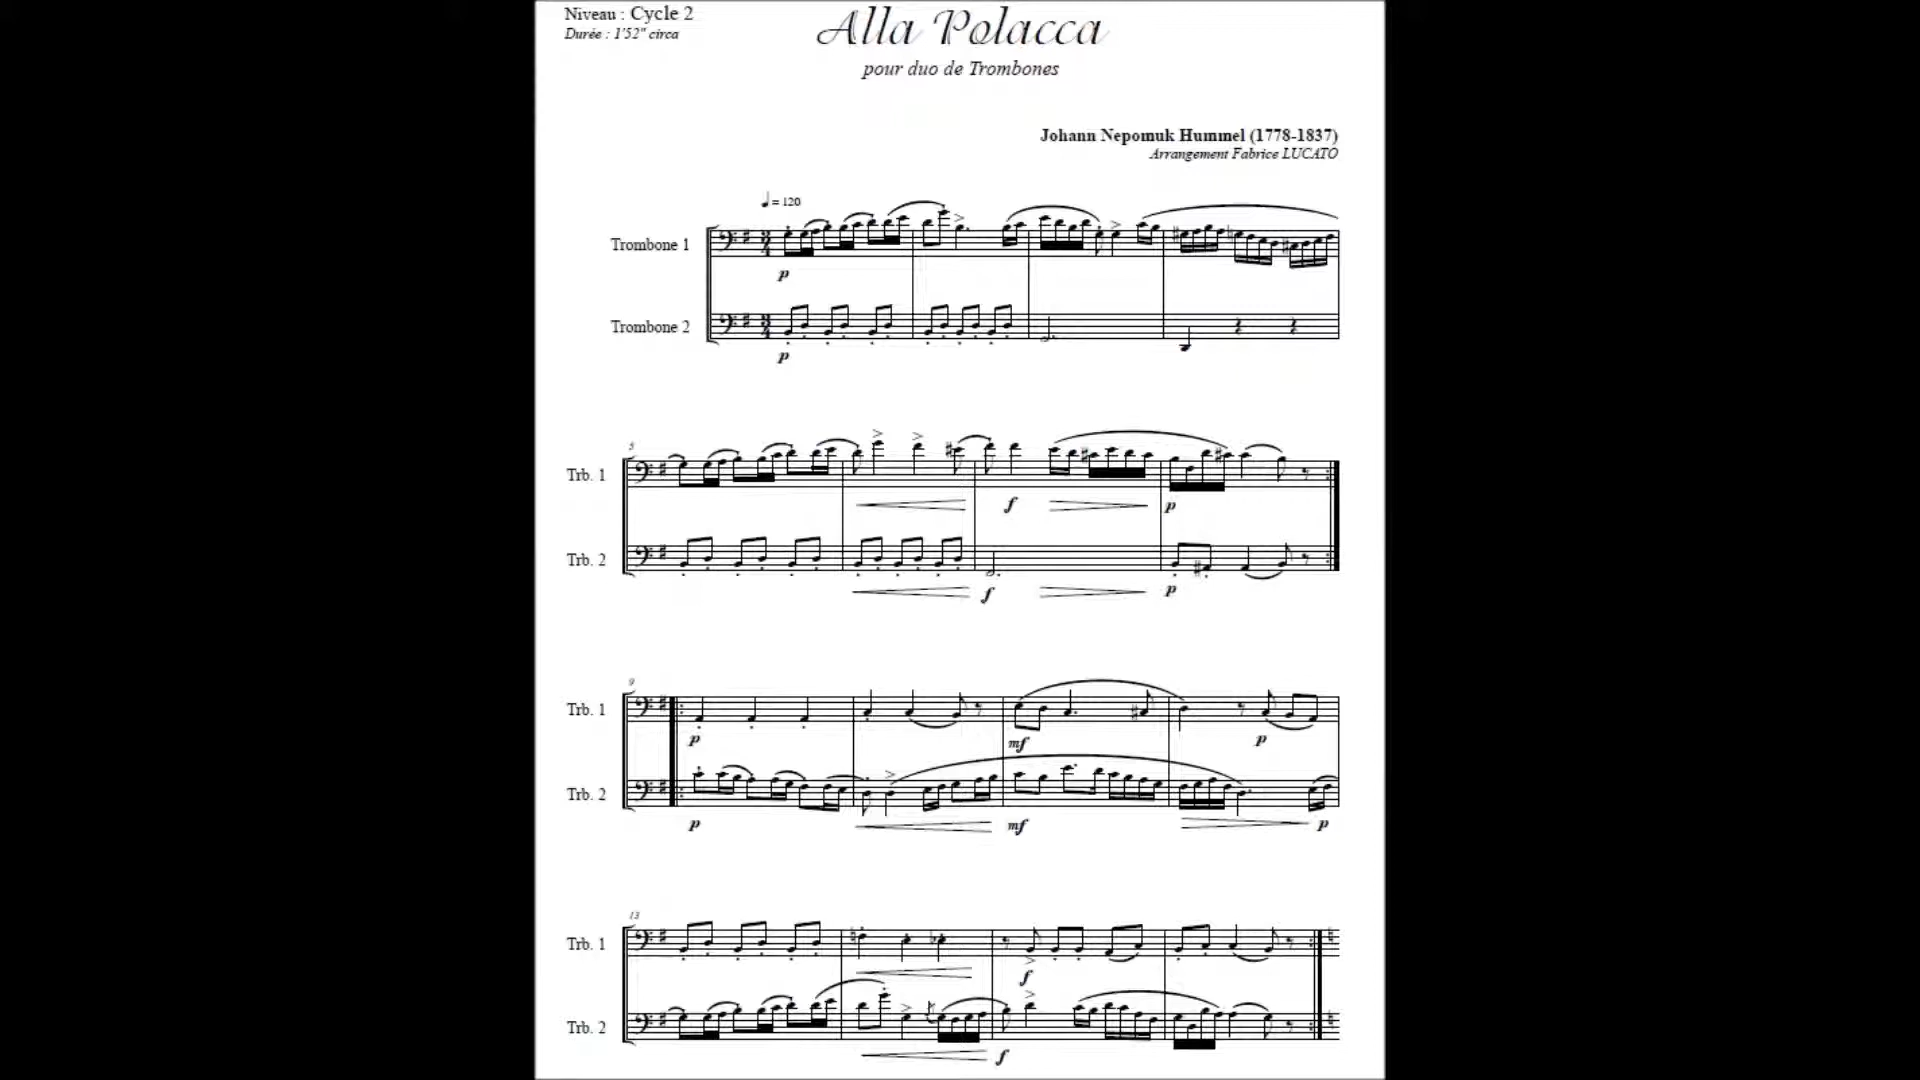 Niveau : Cycle 2
Durée : 1'52" circa
Alla Polacca
pour duo de Trombones
Johann Nepomuk Hummel (1778-1837)
Arrangement Fabrice LUCATO
♩ = 120
Trombone 1
p
Trombone 2
p
5
Trb. 1
f
p
Trb. 2
f
p
9
Trb. 1
p
mf
p
Trb. 2
p
mf
p
13
Trb. 1
f
Trb. 2
f